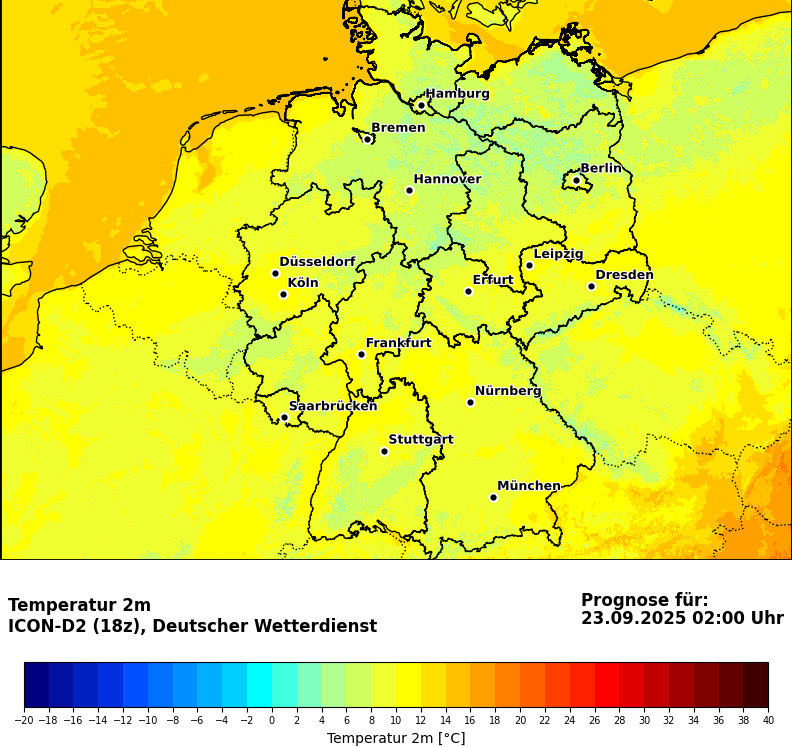 Hamburg
Bremen
Berlin
Hannover
Leipzig
Düsseldorf
Dresden
Köln
Erfurt
Frankfurt
Nürnberg
Saarbrücken
Stuttgart
München
Temperatur 2m
ICON-D2 (18z), Deutscher Wetterdienst
Prognose für:
23.09.2025 02:00 Uhr
−20 −18 −16 −14 −12 −10 −8 −6 −4 −2 0 2 4 6 8 10 12 14 16 18 20 22 24 26 28 30 32 34 36 38 40
Temperatur 2m [°C]